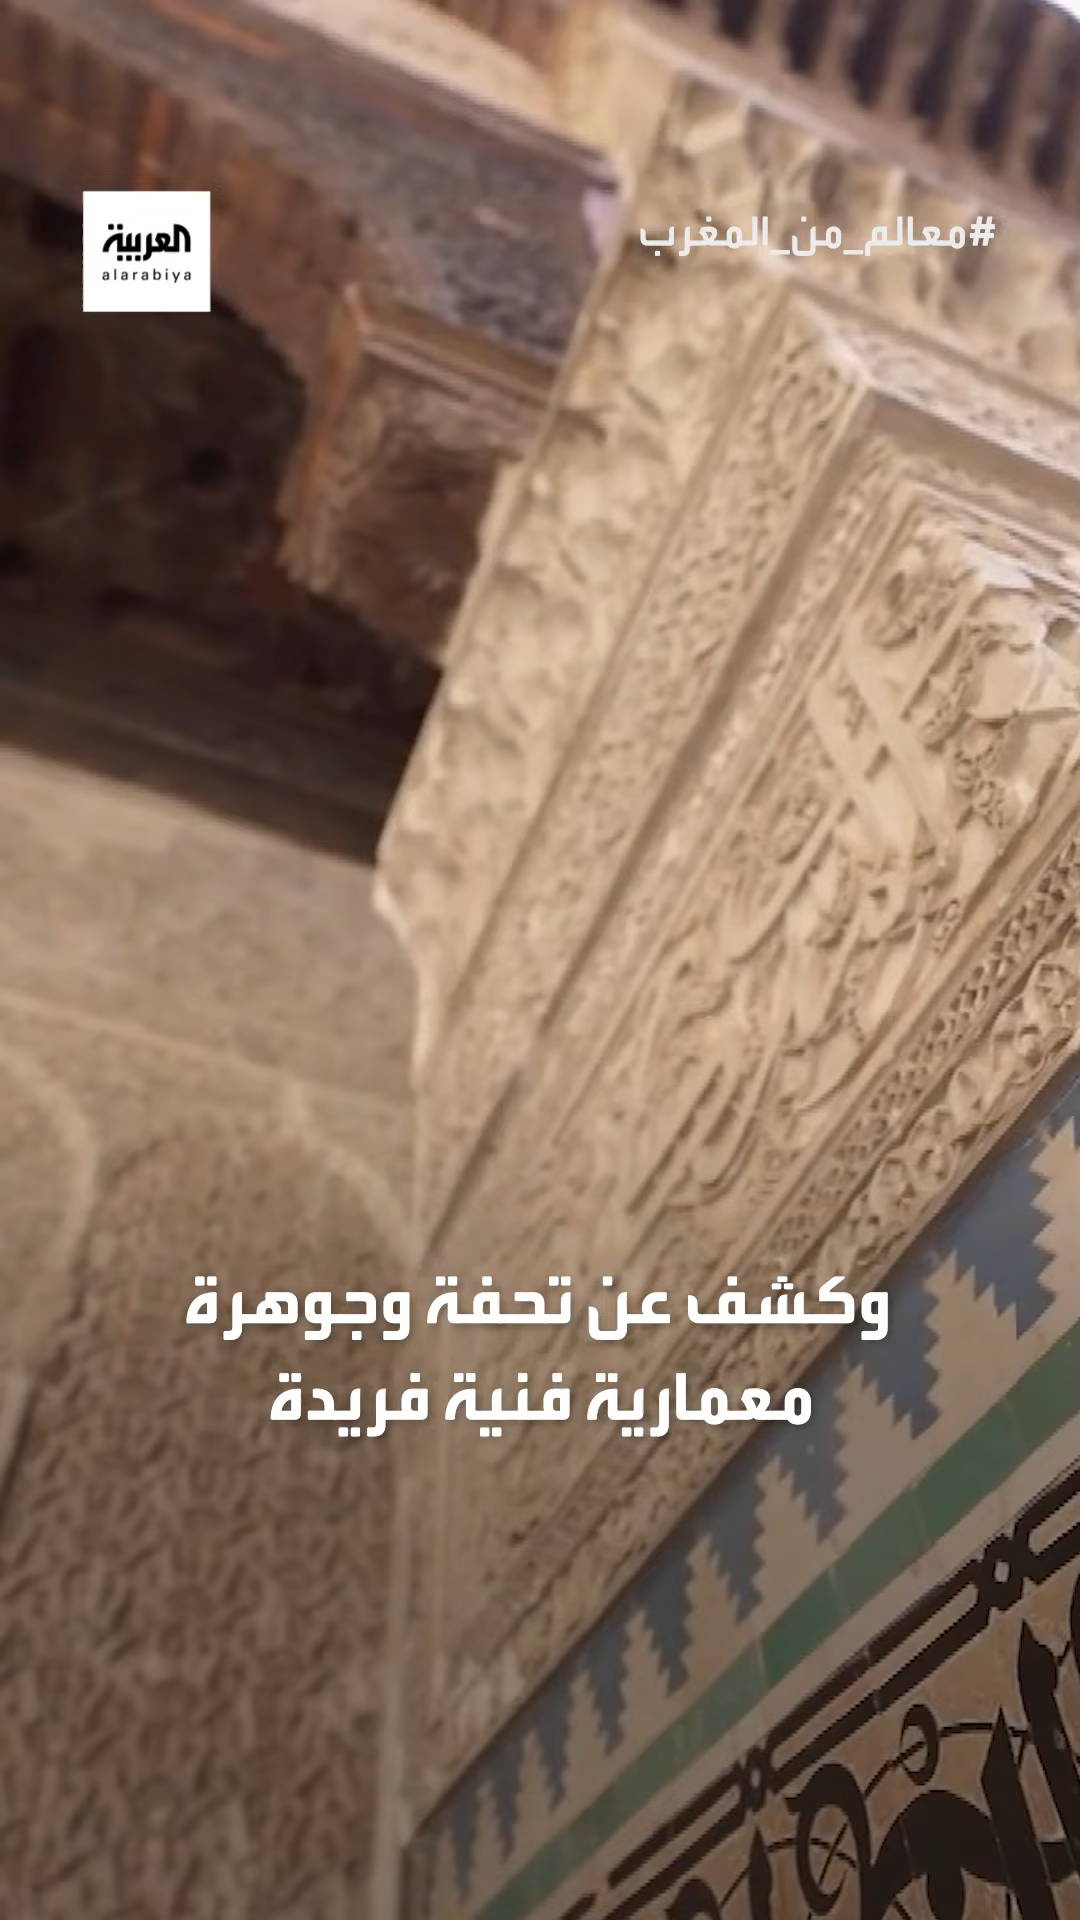 #معالم_من_المغرب
العربية
alarabiya
وكشف عن تحفة وجوهرة
معمارية فنية فريدة